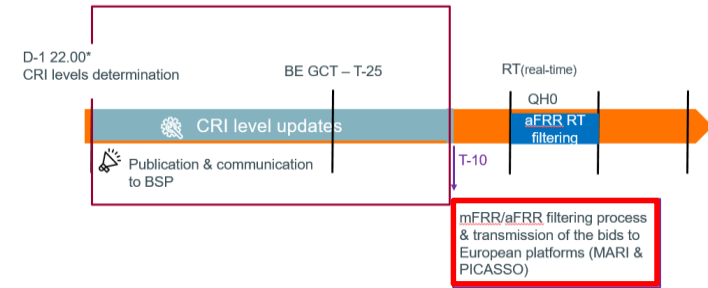 D-1 22.00*
CRI levels determination
BE GCT – T-25
RT(real-time)
QH0
CRI level updates
aFRR RT
filtering
Publication & communication
to BSP
T-10
mFRR/aFRR filtering process
& transmission of the bids to
European platforms (MARI &
PICASSO)